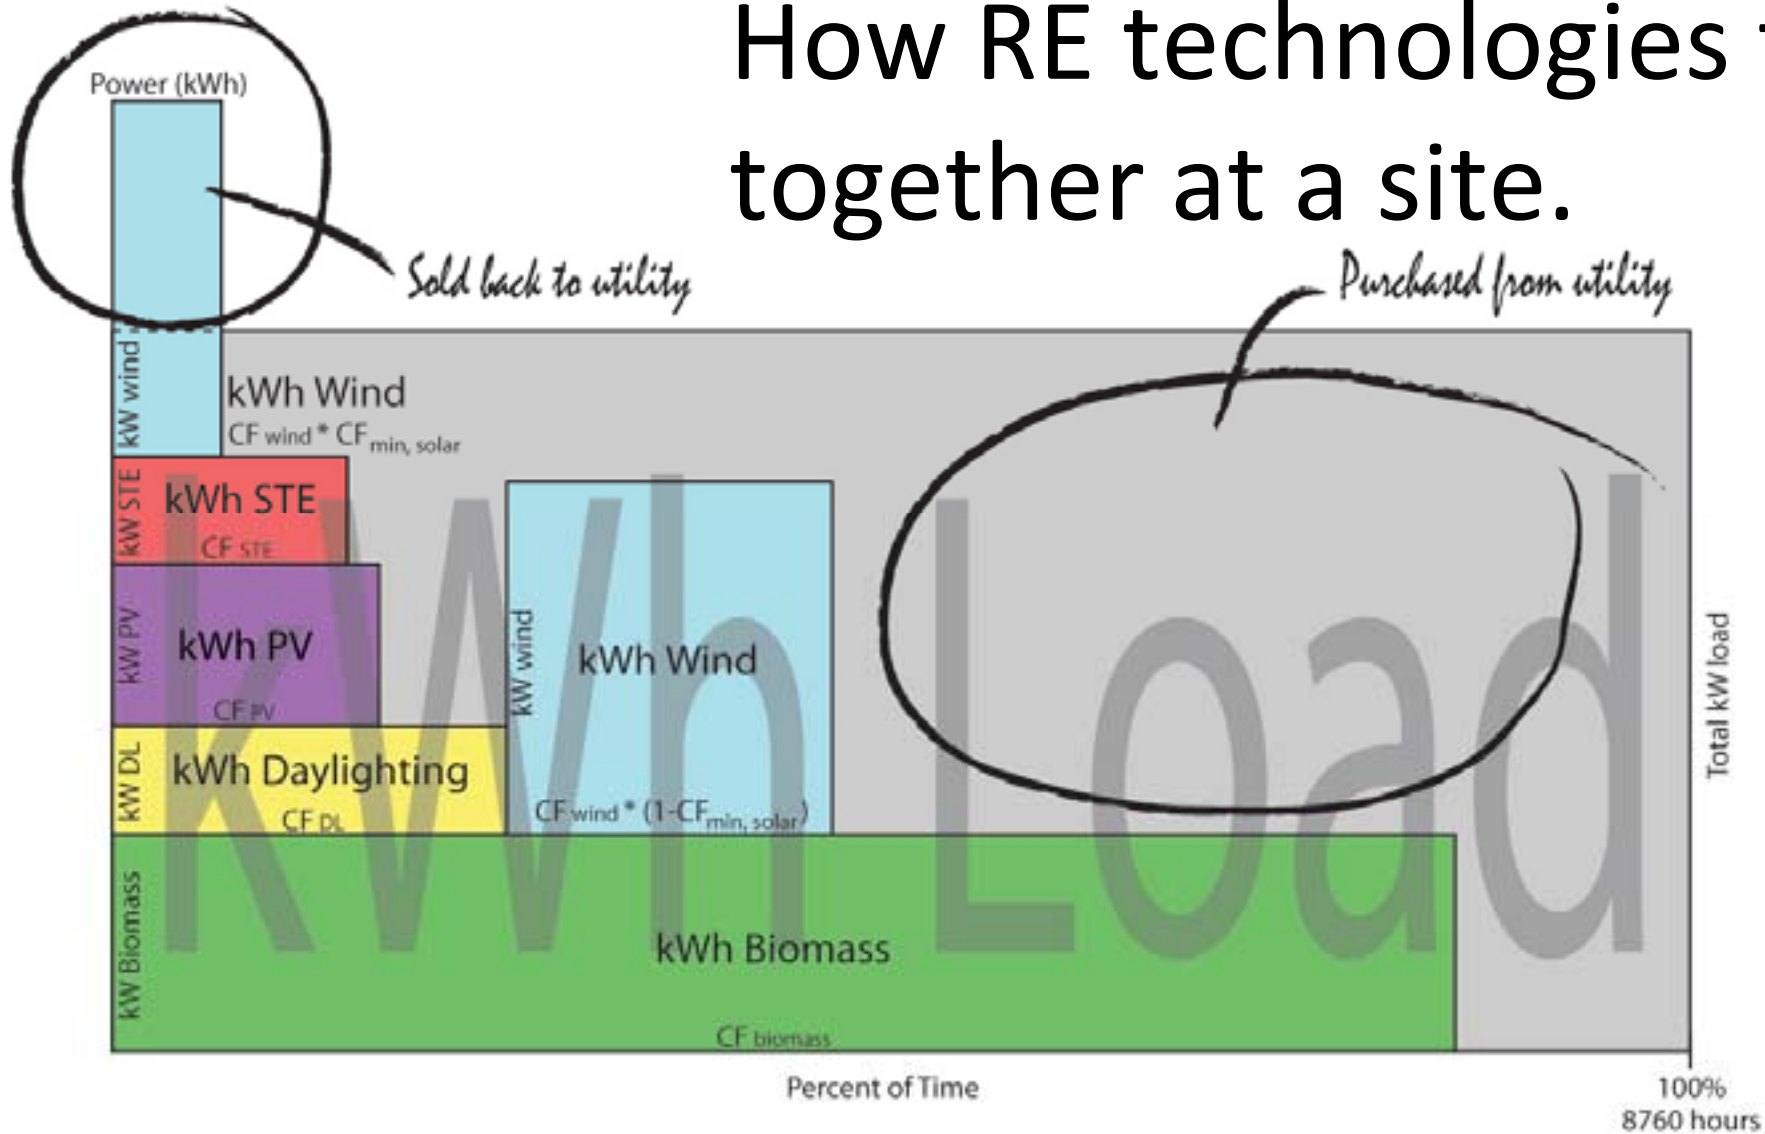 How RE technologies
together at a site.
Power (kWh)
Sold back to utility
Purchased from utility
kW wind
kWh Wind
CF wind * CF min, solar
kW STE
kWh STE
CF STE
kW PV
kWh PV
CF PV
kW wind
kWh Wind
CF wind * (1-CF min, solar)
kW DL
kWh Daylighting
CF DL
kW Biomass
kWh Biomass
CF biomass
kWh Load
Total kW load
Percent of Time
100%
8760 hours